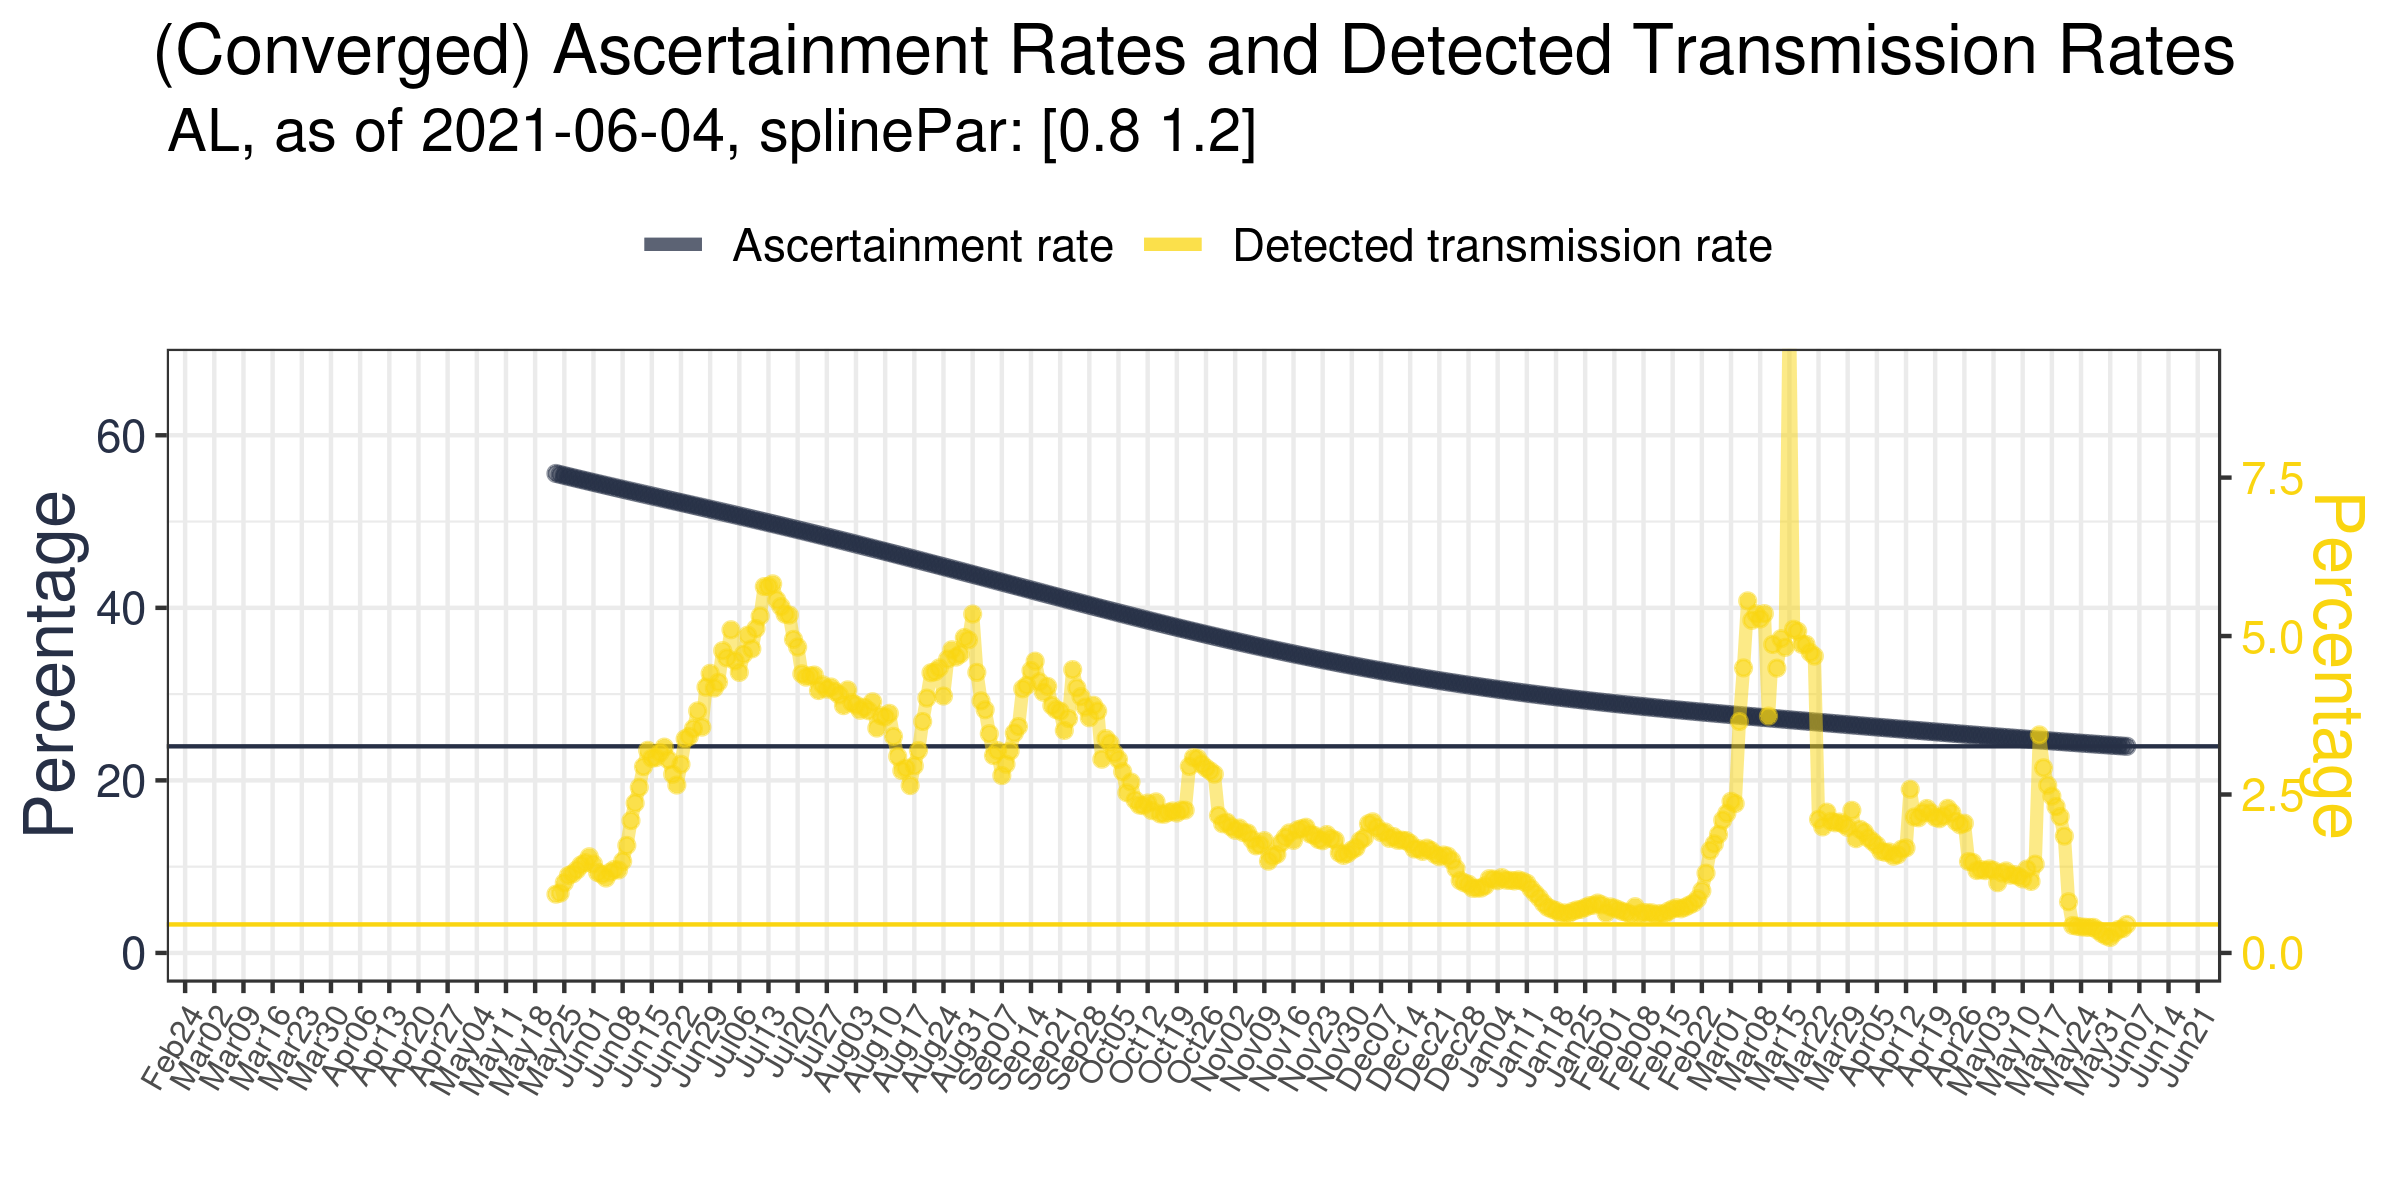 (Converged) Ascertainment Rates and Detected Transmission Rates
AL, as of 2021-06-04, splinePar: [0.8 1.2]
Ascertainment rate Detected transmission rate
Percentage
60
40
20
0
7.5
5.0
2.5
0.0
Percentage
Feb24 Mar02 Mar09 Mar16 Mar23 Mar30 Apr06 Apr13 Apr20 Apr27 May04 May11 May18 May25 Jun01 Jun08 Jun15 Jun22 Jun29 Jul06 Jul13 Jul20 Jul27 Aug03 Aug10 Aug17 Aug24 Aug31 Sep07 Sep14 Sep21 Sep28 Oct05 Oct12 Oct19 Oct26 Nov02 Nov09 Nov16 Nov23 Nov30 Dec07 Dec14 Dec21 Dec28 Jan04 Jan11 Jan18 Jan25 Feb01 Feb08 Feb15 Feb22 Mar01 Mar08 Mar15 Mar22 Mar29 Apr05 Apr12 Apr19 Apr26 May03 May10 May17 May24 May31 Jun07 Jun14 Jun21